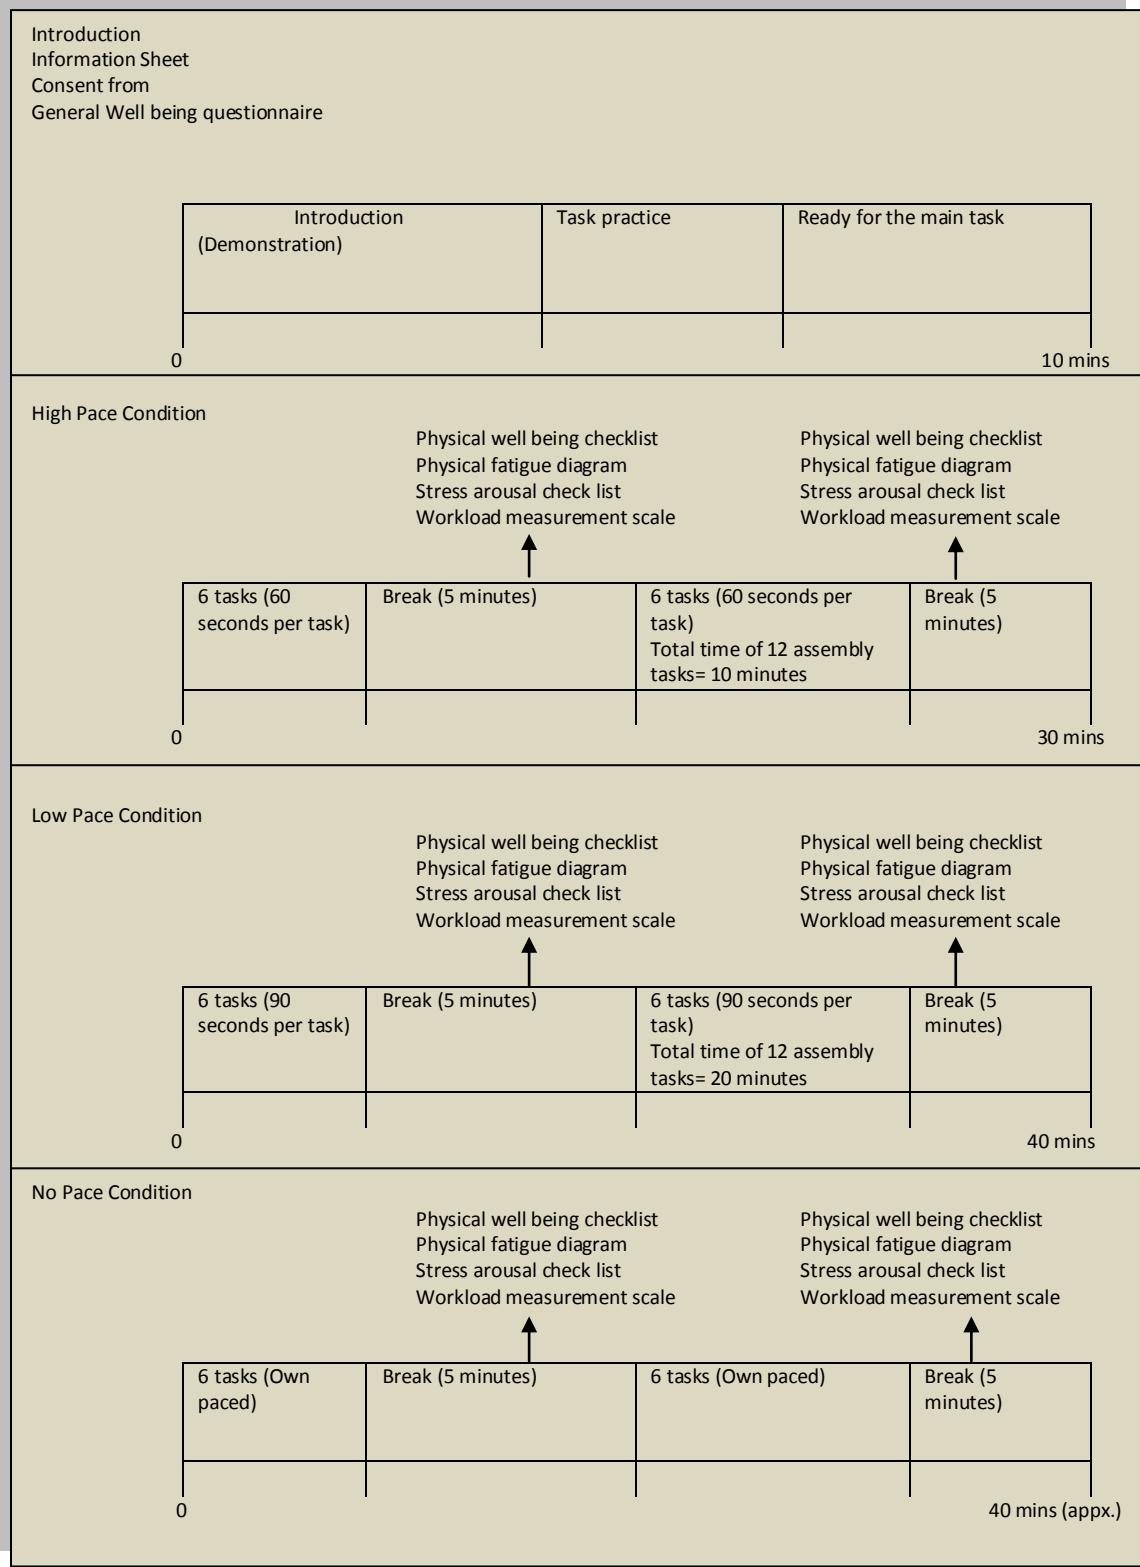 Introduction
Information Sheet
Consent from
General Well being questionnaire
Introduction
(Demonstration)
Task practice
Ready for the main task
0
10 mins
High Pace Condition
Physical well being checklist
Physical fatigue diagram
Stress arousal check list
Workload measurement scale
Physical well being checklist
Physical fatigue diagram
Stress arousal check list
Workload measurement scale
6 tasks (60
seconds per task)
Break (5 minutes)
6 tasks (60 seconds per
task)
Total time of 12 assembly
tasks= 10 minutes
Break (5
minutes)
0
30 mins
Low Pace Condition
Physical well being checklist
Physical fatigue diagram
Stress arousal check list
Workload measurement scale
Physical well being checklist
Physical fatigue diagram
Stress arousal check list
Workload measurement scale
6 tasks (90
seconds per task)
Break (5 minutes)
6 tasks (90 seconds per
task)
Total time of 12 assembly
tasks= 20 minutes
Break (5
minutes)
0
40 mins
No Pace Condition
Physical well being checklist
Physical fatigue diagram
Stress arousal check list
Workload measurement scale
Physical well being checklist
Physical fatigue diagram
Stress arousal check list
Workload measurement scale
6 tasks (Own
paced)
Break (5 minutes)
6 tasks (Own paced)
Break (5
minutes)
0
40 mins (appx.)